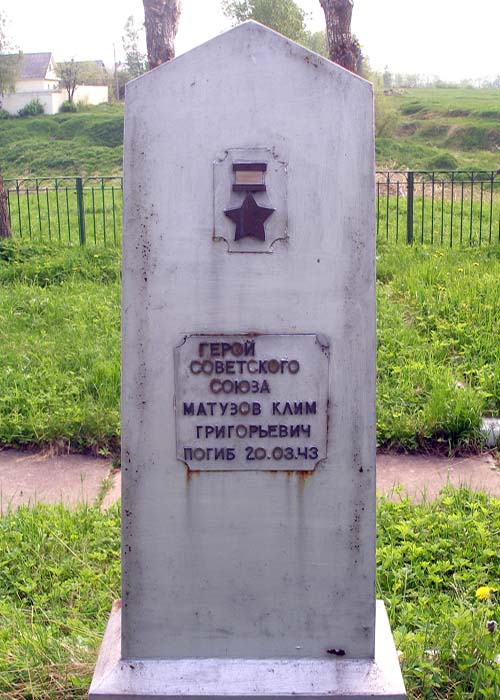 ГЕРОЙ
СОВЕТСКОГО
СОЮЗА
МАТУЗОВ КЛИМ
ГРИГОРЬЕВИЧ
ПОГИБ 20.03.43